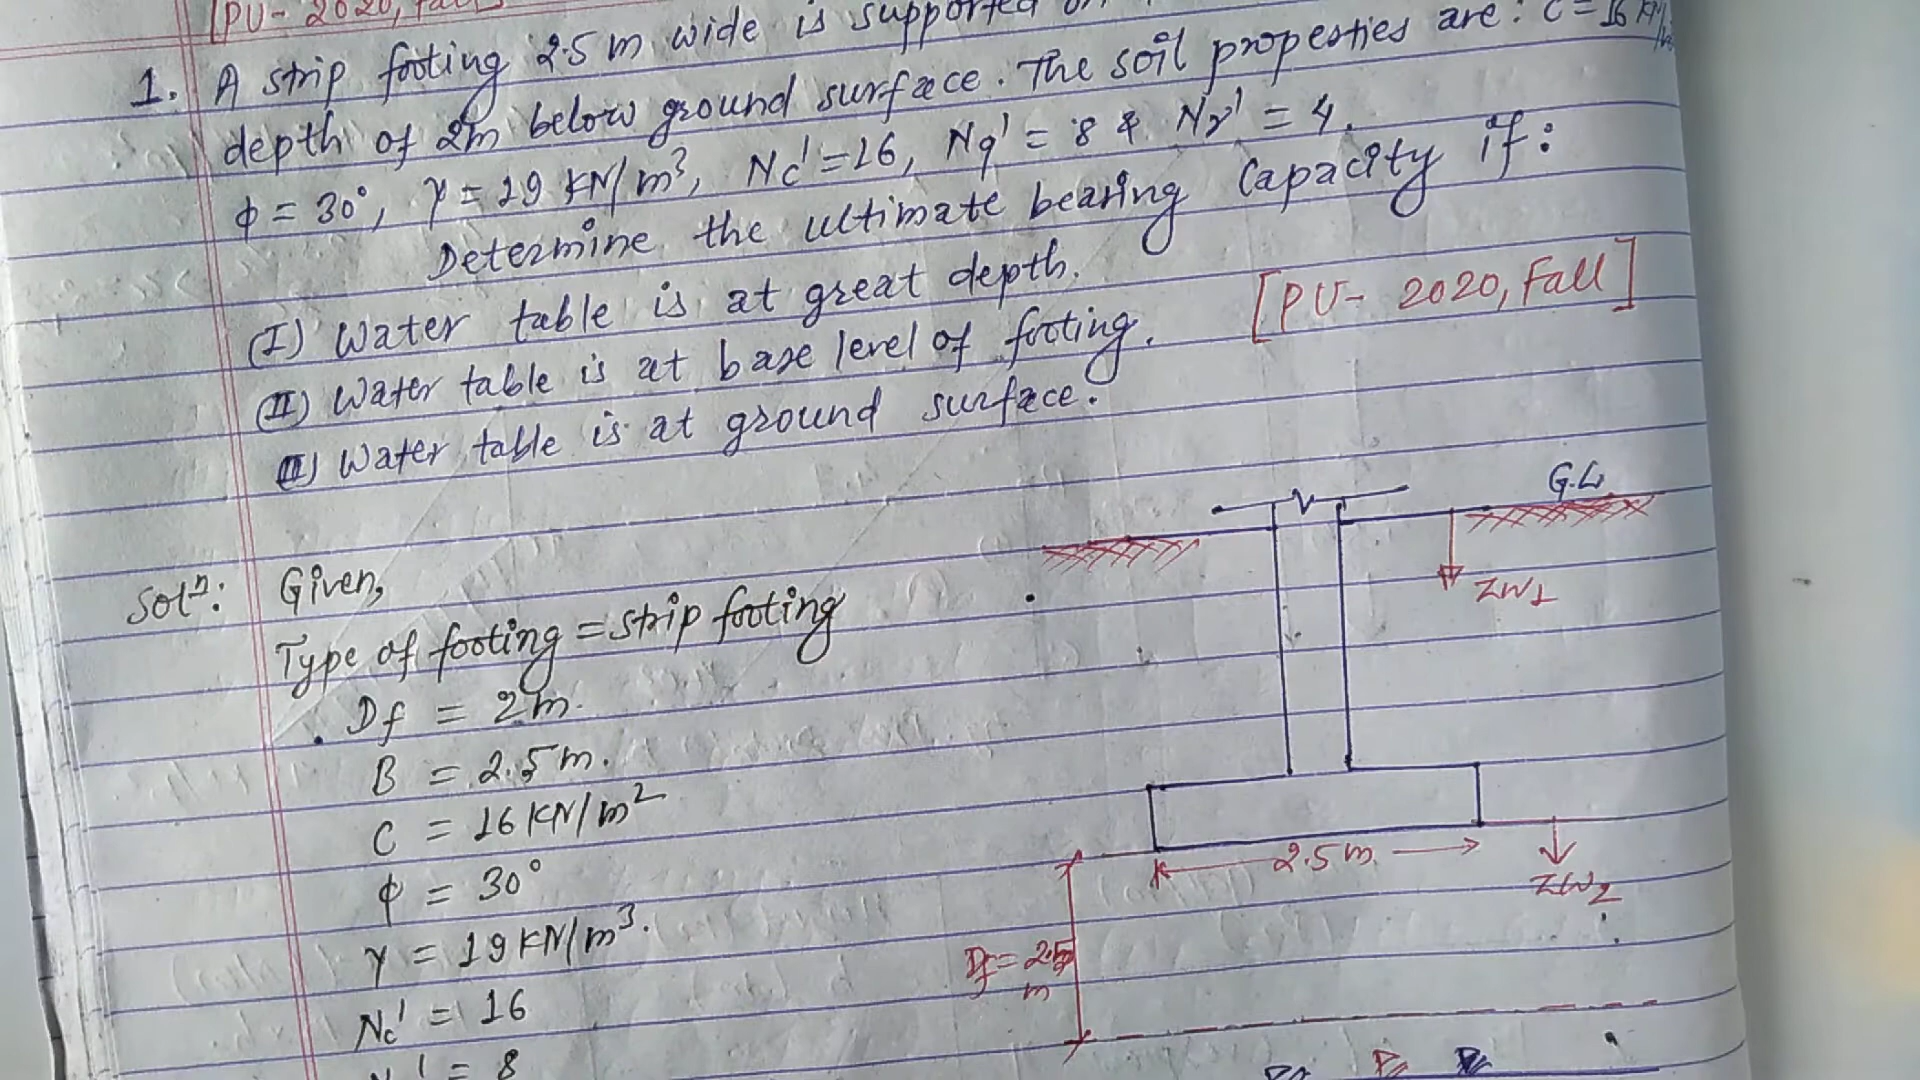 [PU- 2020, Fall]
1. A strip footing 2.5 m wide is supported
depth of 2m below ground surface. The soil properties are: C = 16 KN/
ϕ = 30°, γ = 19 KN/m³, Nc' = 16, Nq' = 8 & Nγ' = 4.
Determine the ultimate bearing Capacity if:
(I) Water table is at great depth.
(II) Water table is at base level of footing.
[PU- 2020, Fall]
(III) Water table is at ground surface.
G.L
Solⁿ: Given,
ZW1
Type of footing = strip footing
Df = 2m.
B = 2.5m.
C = 16 KN/m²
2.5 m.
ZW2
ϕ = 30°
γ = 19 KN/m³.
Df = 2.5
m
Nc' = 16
' = 8